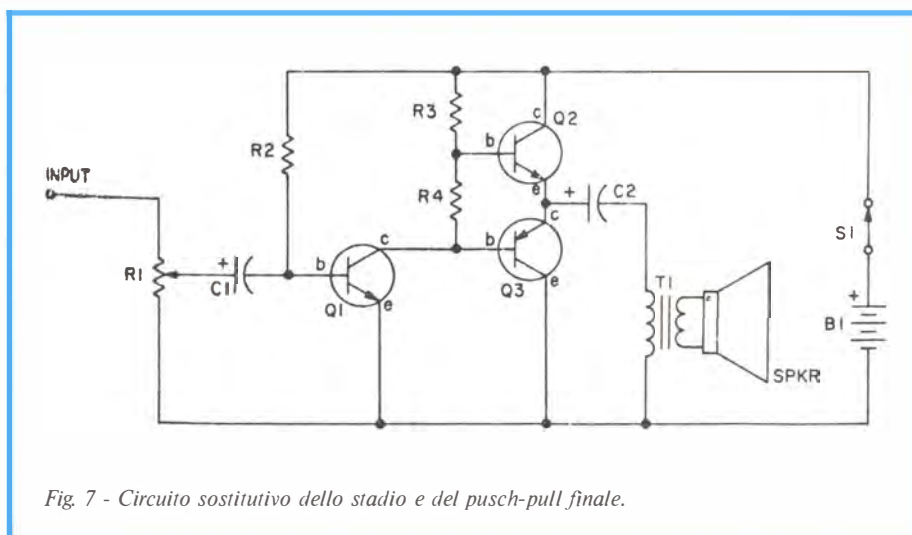 R3
c
Q2
b
R2
e
+
C2
INPUT
R4
c
S1
c
b
R1
+
C1
b
Q3
e
T1
+
Q1
e
B1
SPKR
Fig. 7 - Circuito sostitutivo dello stadio e del pusch-pull finale.